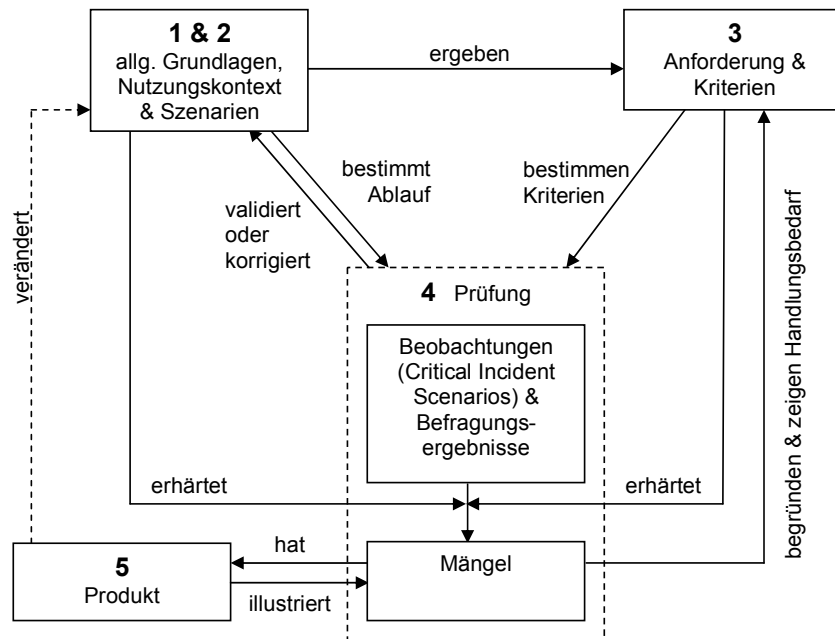 1 & 2
allg. Grundlagen,
Nutzungskontext
& Szenarien
ergeben
3
Anforderung &
Kriterien
bestimmt
Ablauf
bestimmen
Kriterien
validiert
oder
korrigiert
verändert
4 Prüfung
Beobachtungen
(Critical Incident
Scenarios) &
Befragungs-
ergebnisse
begründen & zeigen Handlungsbedarf
erhärtet
erhärtet
hat
Mängel
5
Produkt
illustriert